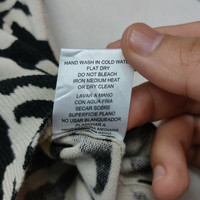 HAND WASH IN COLD WATER
FLAT DRY
DO NOT BLEACH
IRON MEDIUM HEAT
OR DRY CLEAN
LAVAR A MANO
CON AGUA FRIA
SECAR SOBRE
SUPERFICIE PLANO
NO USAR BLANQUEADOR
PLANCHAR A